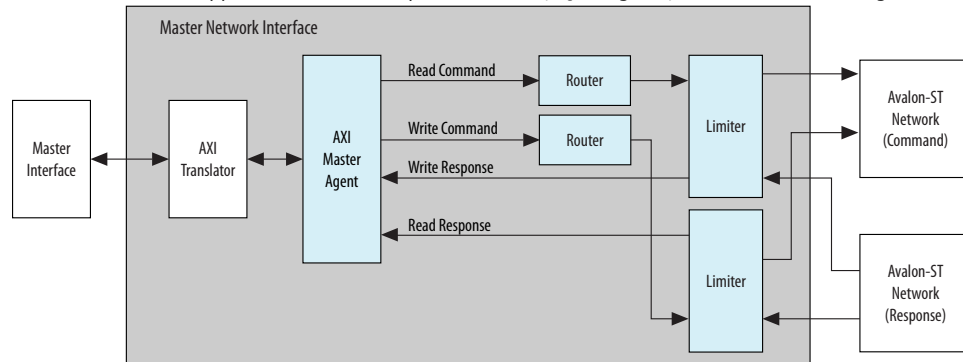 Master Network Interface
Read Command
Router
Write Command
Router
Write Response
Read Response
Master
Interface
AXI
Translator
AXI
Master
Agent
Limiter
Limiter
Avalon-ST
Network
(Command)
Avalon-ST
Network
(Response)